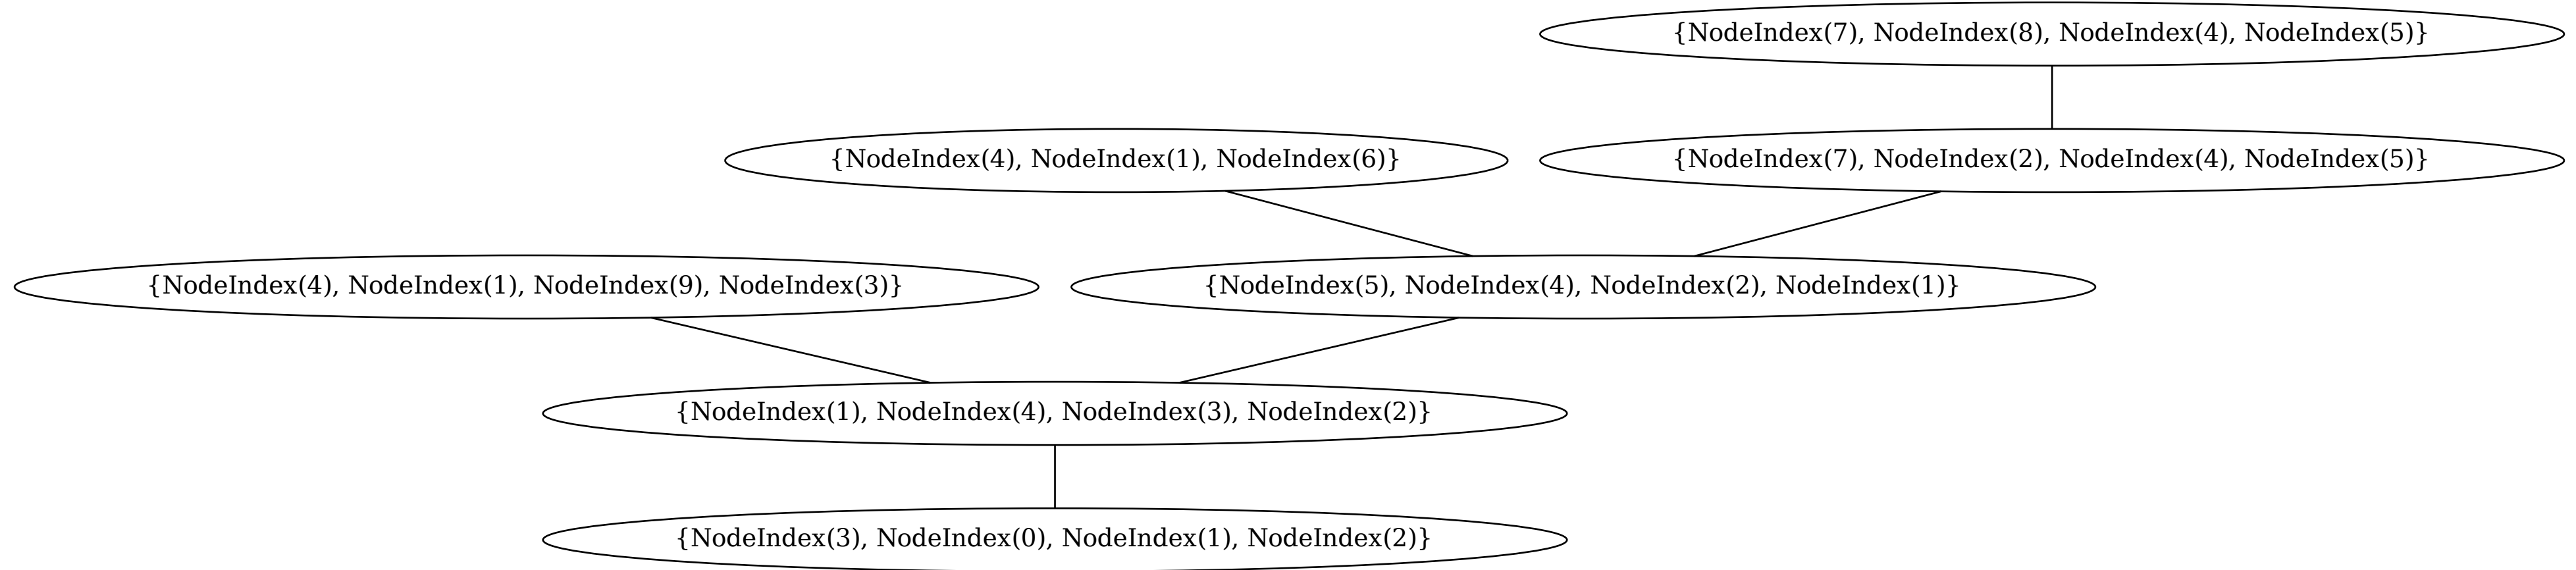 {NodeIndex(7), NodeIndex(8), NodeIndex(4), NodeIndex(5)}
{NodeIndex(4), NodeIndex(1), NodeIndex(6)}
{NodeIndex(7), NodeIndex(2), NodeIndex(4), NodeIndex(5)}
{NodeIndex(4), NodeIndex(1), NodeIndex(9), NodeIndex(3)}
{NodeIndex(5), NodeIndex(4), NodeIndex(2), NodeIndex(1)}
{NodeIndex(1), NodeIndex(4), NodeIndex(3), NodeIndex(2)}
{NodeIndex(3), NodeIndex(0), NodeIndex(1), NodeIndex(2)}